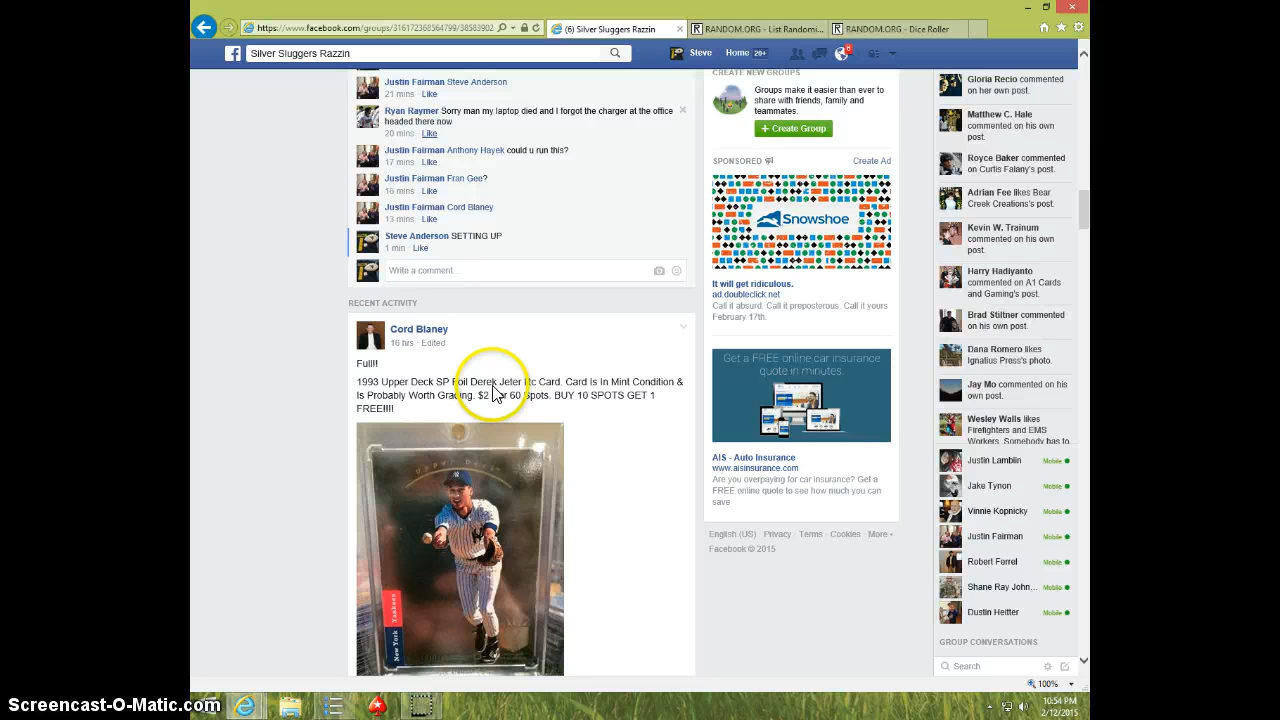 https://www.facebook.com/groups/316172368564799/38583902
(6) Silver Sluggers Razzin
RANDOM.ORG - List Randomi...
RANDOM.ORG - Dice Roller
Silver Sluggers Razzin
Steve
Home 20+
6
Justin Fairman Steve Anderson
21 mins · Like
Ryan Raymer Sorry man my laptop died and I forgot the charger at the office
headed there now
20 mins · Like
Justin Fairman Anthony Hayek could u run this?
17 mins · Like
Justin Fairman Fran Gee?
16 mins · Like
Justin Fairman Cord Blaney
13 mins · Like
Steve Anderson SETTING UP
1 min · Like
Write a comment...
RECENT ACTIVITY
Cord Blaney
16 hrs · Edited
Full!!!
1993 Upper Deck SP Foil Derek Jeter Rc Card. Card Is In Mint Condition &
Is Probably Worth Grading. $2 Per 60 Spots. BUY 10 SPOTS GET 1
FREE!!!!
Yankees
New York
CREATE NEW GROUPS
Groups make it easier than ever to
share with friends, family and
teammates.
+ Create Group
SPONSORED
Create Ad
Snowshoe
It will get ridiculous.
ad.doubleclick.net
Call it absurd. Call it preposterous. Call it yours
February 17th.
Get a FREE online car insurance
quote in minutes.
AIS - Auto Insurance
www.aisinsurance.com
Are you overpaying for car insurance? Get a
FREE online quote to see how much you can
save
English (US) · Privacy · Terms · Cookies · More
Facebook © 2015
Gloria Recio commented
on her own post.
Matthew C. Hale
commented on his own
post.
Royce Baker commented
on Curtis Falany's post.
Adrian Fee likes Bear
Creek Creations's post.
Kevin W. Trainum
commented on his own
post.
Harry Hadiyanto
commented on A1 Cards
and Gaming's post.
Brad Stiltner commented
on his own post.
Dana Romero likes
Ignatius Press's photo.
Jay Mo commented on his
own post.
Wesley Walls likes
Firefighters and EMS
Workers. Somebody has to
Justin Lamblin Mobile
Jake Tynon Mobile
Vinnie Kopnicky Mobile
Justin Fairman Mobile
Robert Ferrel Mobile
Shane Ray John,... Mobile
Dustin Heitter Mobile
GROUP CONVERSATIONS
Search
100%
10:54 PM
2/12/2015
Screencast-O-Matic.com